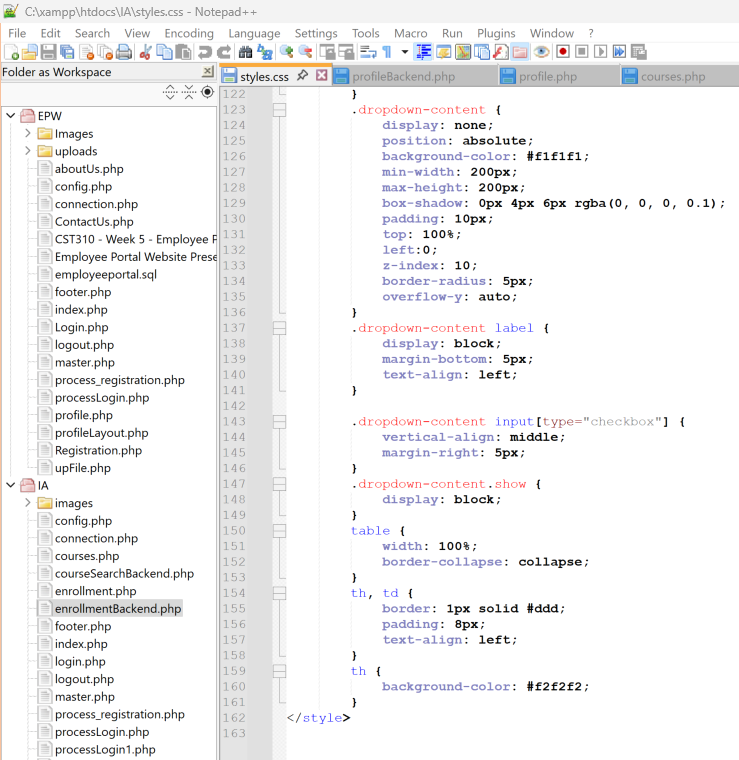 C:\xampp\htdocs\IA\styles.css - Notepad++
File Edit Search View Encoding Language Settings Tools Macro Run Plugins Window ?
Folder as Workspace
styles.css profileBackend.php profile.php courses.php
EPW
Images
uploads
aboutUs.php
config.php
connection.php
ContactUs.php
CST310 - Week 5 - Employee P
Employee Portal Website Prese
employeeportal.sql
footer.php
index.php
Login.php
logout.php
master.php
process_registration.php
processLogin.php
profile.php
profileLayout.php
Registration.php
upFile.php
IA
images
config.php
connection.php
courses.php
courseSearchBackend.php
enrollment.php
enrollmentBackend.php
footer.php
index.php
login.php
logout.php
master.php
process_registration.php
processLogin.php
processLogin1.php
122 }
123 .dropdown-content {
124 display: none;
125 position: absolute;
126 background-color: #f1f1f1;
127 min-width: 200px;
128 max-height: 200px;
129 box-shadow: 0px 4px 6px rgba(0, 0, 0, 0.1);
130 padding: 10px;
131 top: 100%;
132 left:0;
133 z-index: 10;
134 border-radius: 5px;
135 overflow-y: auto;
136 }
137 .dropdown-content label {
138 display: block;
139 margin-bottom: 5px;
140 text-align: left;
141 }
142
143 .dropdown-content input[type="checkbox"] {
144 vertical-align: middle;
145 margin-right: 5px;
146 }
147 .dropdown-content.show {
148 display: block;
149 }
150 table {
151 width: 100%;
152 border-collapse: collapse;
153 }
154 th, td {
155 border: 1px solid #ddd;
156 padding: 8px;
157 text-align: left;
158 }
159 th {
160 background-color: #f2f2f2;
161 }
162 </style>
163